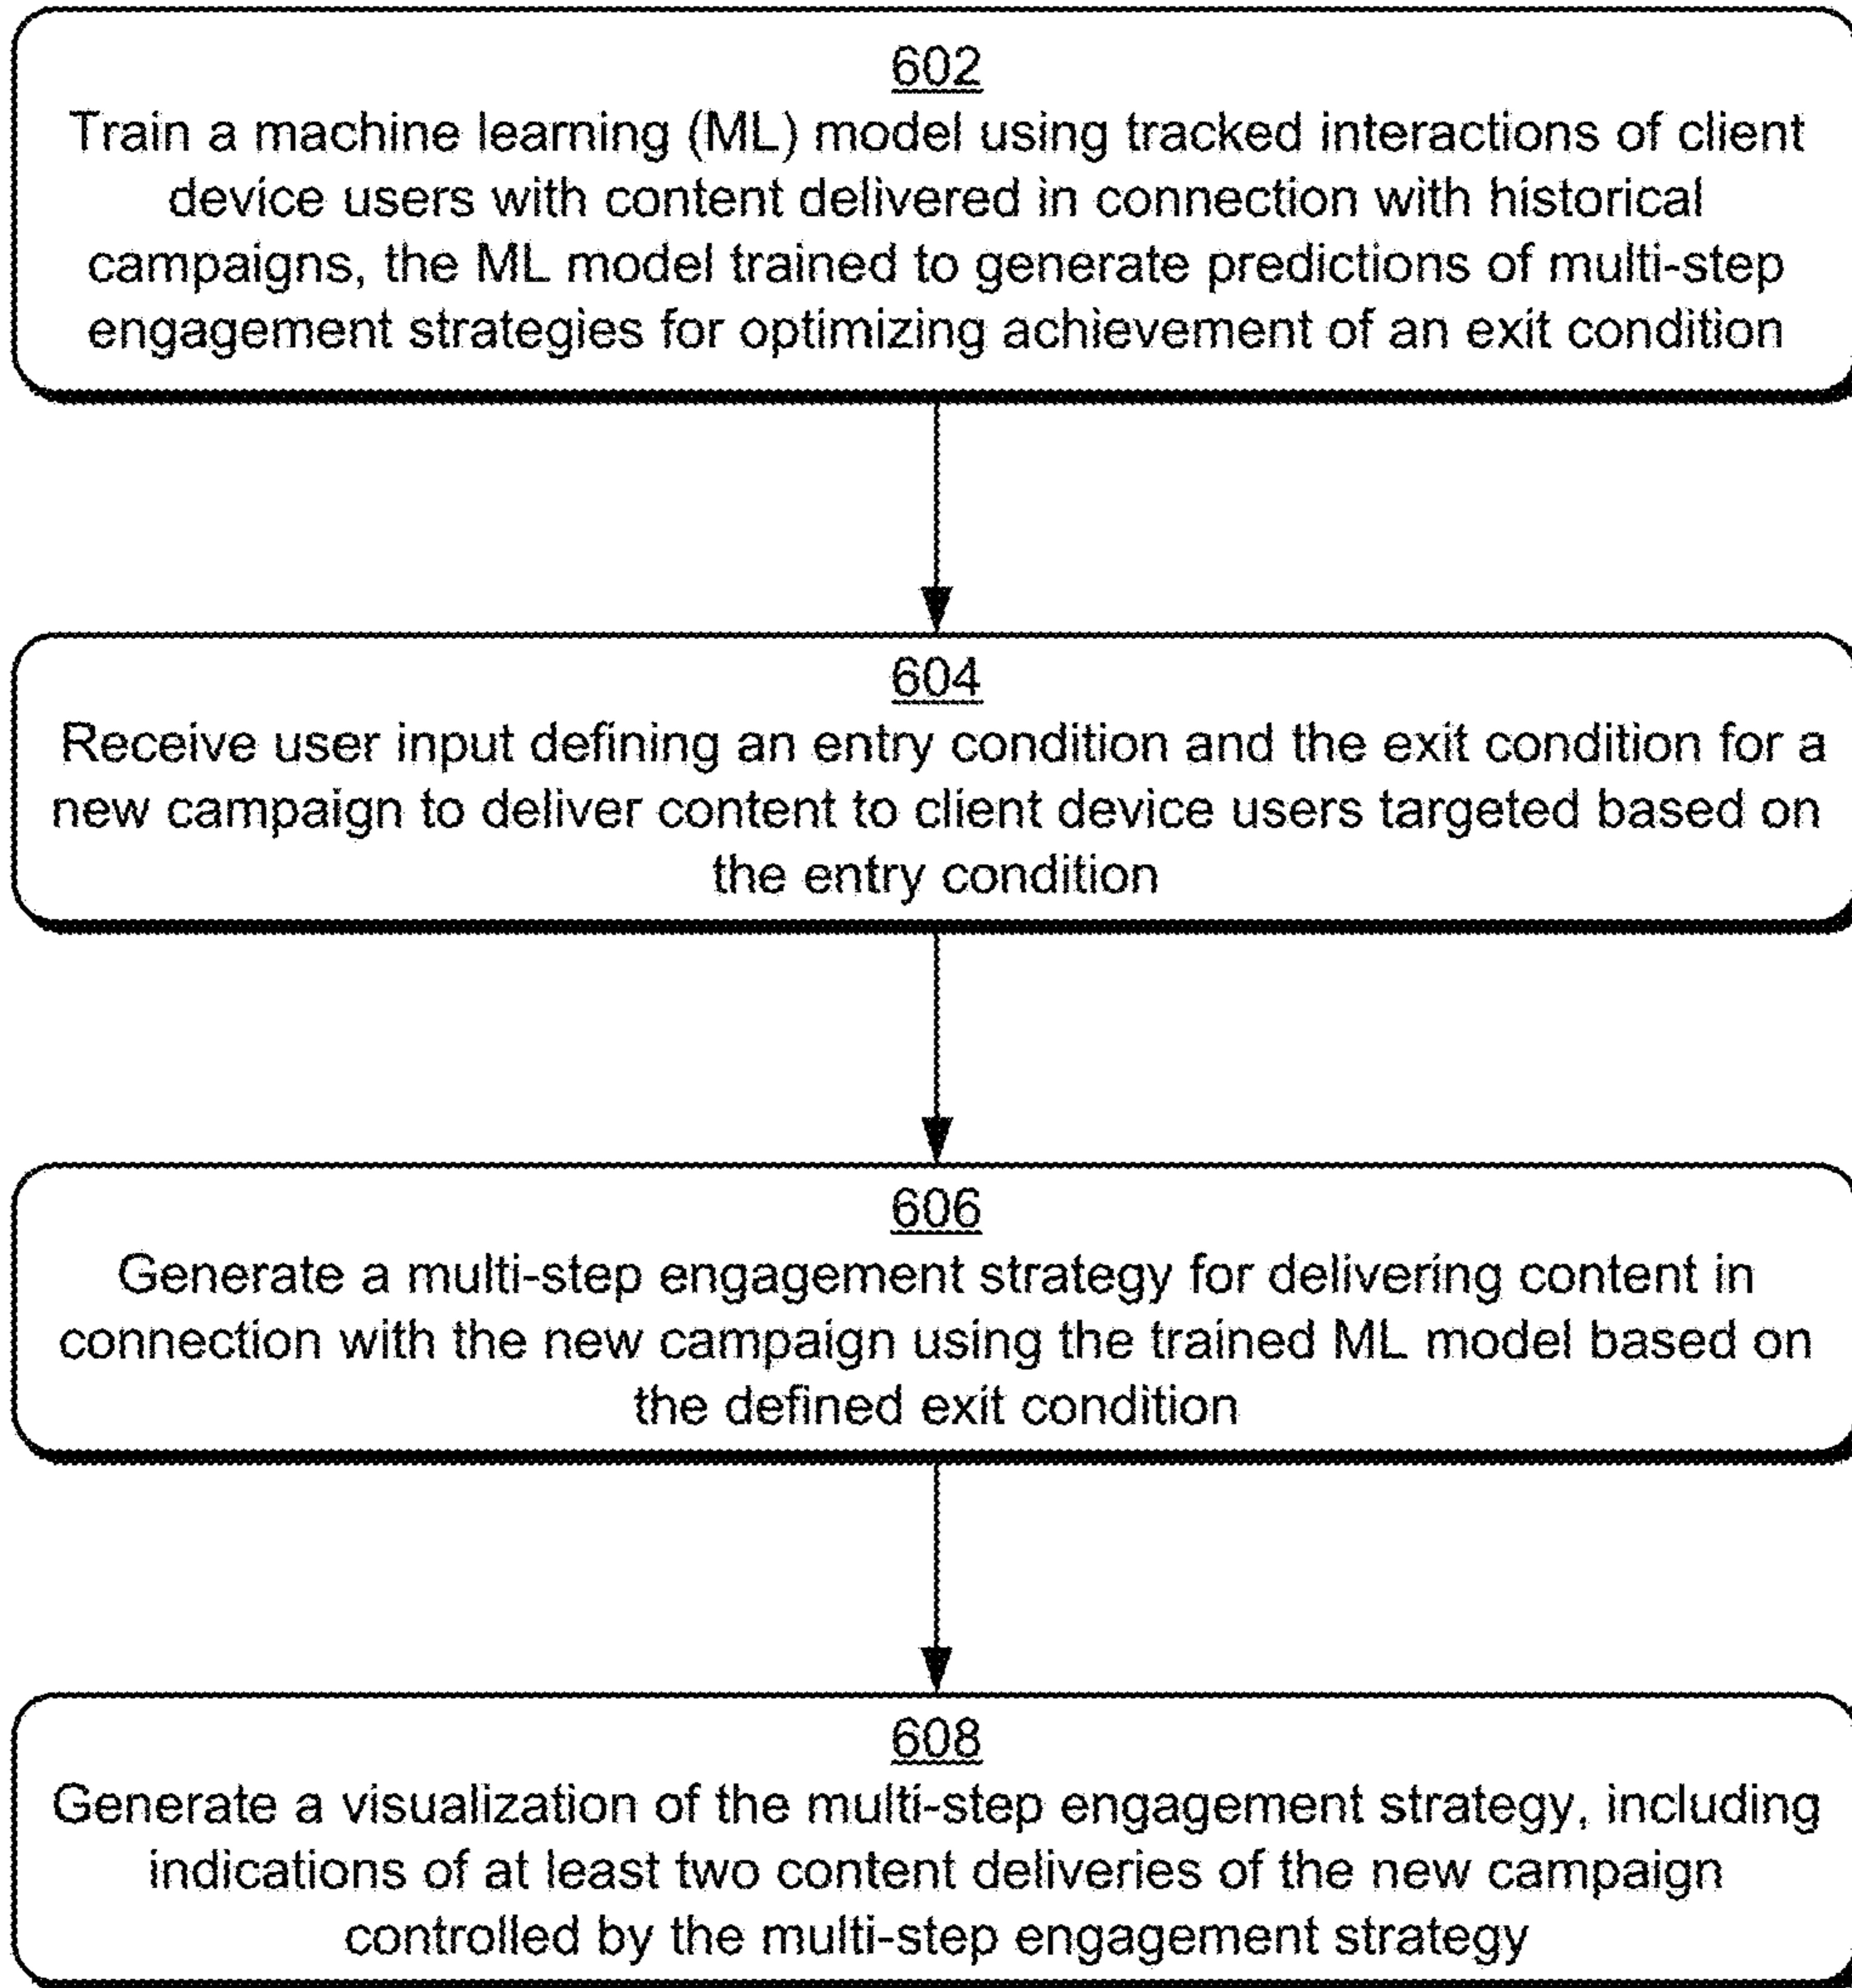 602
Train a machine learning (ML) model using tracked interactions of client
device users with content delivered in connection with historical
campaigns, the ML model trained to generate predictions of multi-step
engagement strategies for optimizing achievement of an exit condition
604
Receive user input defining an entry condition and the exit condition for a
new campaign to deliver content to client device users targeted based on
the entry condition
606
Generate a multi-step engagement strategy for delivering content in
connection with the new campaign using the trained ML model based on
the defined exit condition
608
Generate a visualization of the multi-step engagement strategy, including
indications of at least two content deliveries of the new campaign
controlled by the multi-step engagement strategy